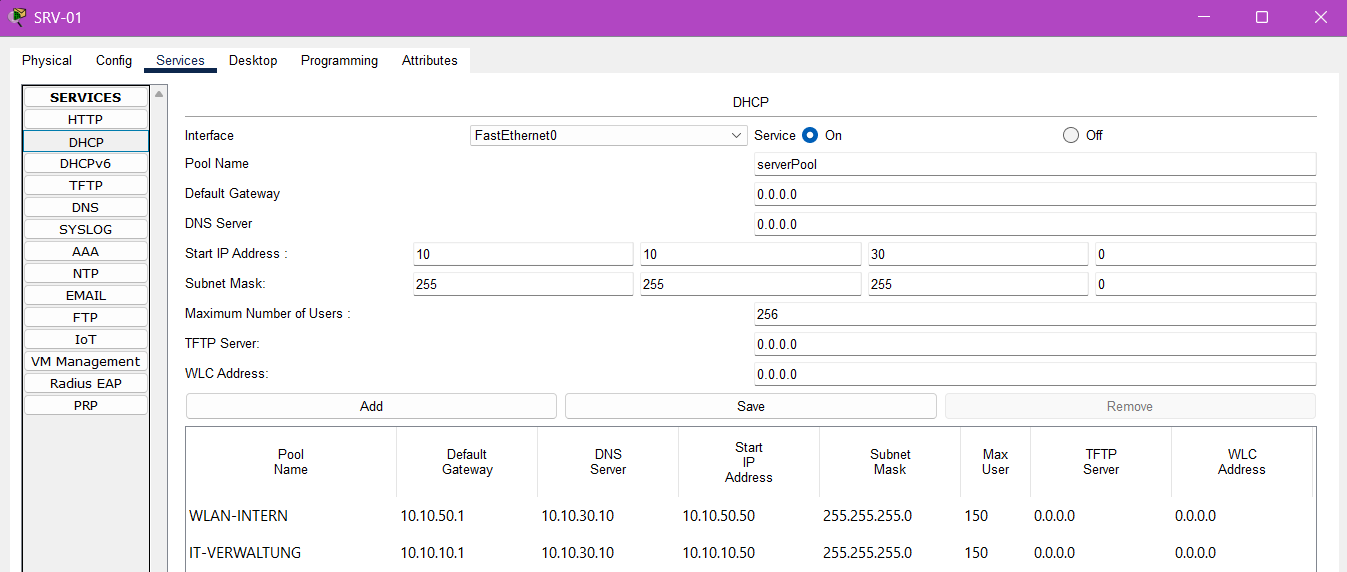 SRV-01
Physical Config Services Desktop Programming Attributes
SERVICES
HTTP
DHCP
DHCPv6
TFTP
DNS
SYSLOG
AAA
NTP
EMAIL
FTP
IoT
VM Management
Radius EAP
PRP
DHCP
Interface FastEthernet0 Service On Off
Pool Name serverPool
Default Gateway 0.0.0.0
DNS Server 0.0.0.0
Start IP Address : 10 10 30 0
Subnet Mask: 255 255 255 0
Maximum Number of Users : 256
TFTP Server: 0.0.0.0
WLC Address: 0.0.0.0
Add Save Remove
Pool Name Default Gateway DNS Server Start IP Address Subnet Mask Max User TFTP Server WLC Address
WLAN-INTERN 10.10.50.1 10.10.30.10 10.10.50.50 255.255.255.0 150 0.0.0.0 0.0.0.0
IT-VERWALTUNG 10.10.10.1 10.10.30.10 10.10.10.50 255.255.255.0 150 0.0.0.0 0.0.0.0